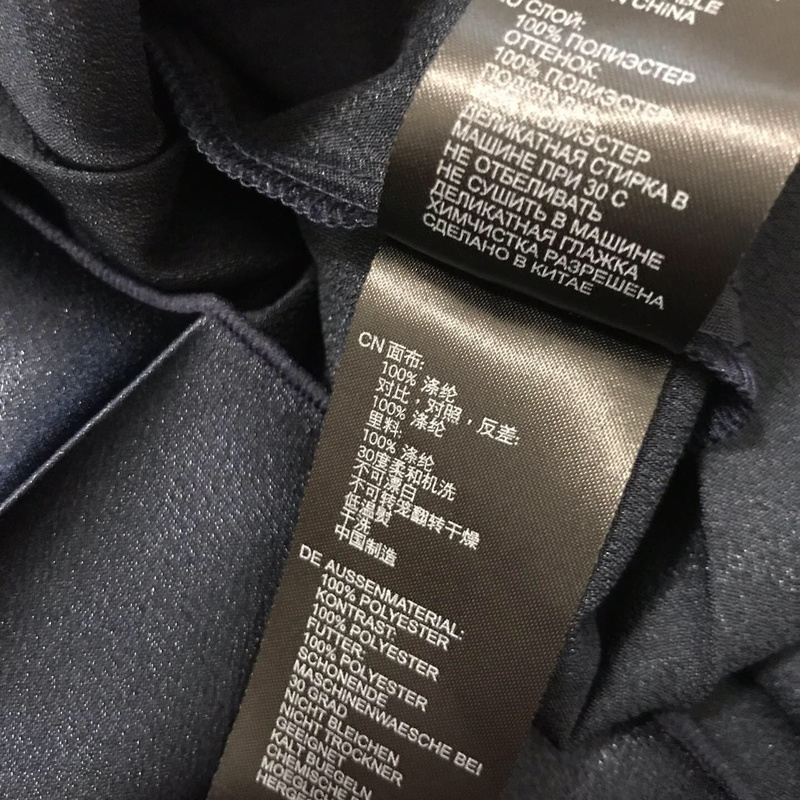 IN CHINA
СЛОЙ:
100% ПОЛИЭСТЕР
ОТТЕНОК:
100% ПОЛИЭСТЕР
ПОЛИЭСТЕР
ДЕЛИКАТНАЯ СТИРКА В
МАШИНЕ ПРИ 30 С
НЕ ОТБЕЛИВАТЬ
НЕ СУШИТЬ В МАШИНЕ
ДЕЛИКАТНАЯ ГЛАЖКА
ХИМЧИСТКА РАЗРЕШЕНА
СДЕЛАНО В КИТАЕ
CN 面布:
100% 涤纶
对比，对照，反差:
100% 涤纶
里料:
100% 涤纶
30度柔和机洗
不可漂白
不可转笼翻转干燥
低温熨
干洗
中国制造
DE AUSSENMATERIAL:
100% POLYESTER
KONTRAST:
100% POLYESTER
FUTTER:
100% POLYESTER
SCHONENDE
MASCHINENWAESCHE BEI
30 GRAD
NICHT BLEICHEN
NICHT TROCKNER
GEEIGNET
KALT BUEGELN
CHEMISCHE
MOEGLICH